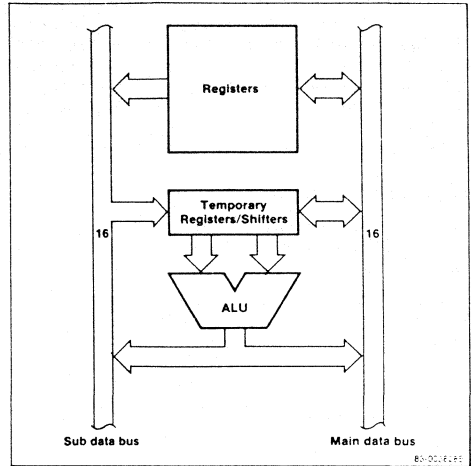 Registers
Temporary
Registers/Shifters
16
16
ALU
Sub data bus
Main data bus